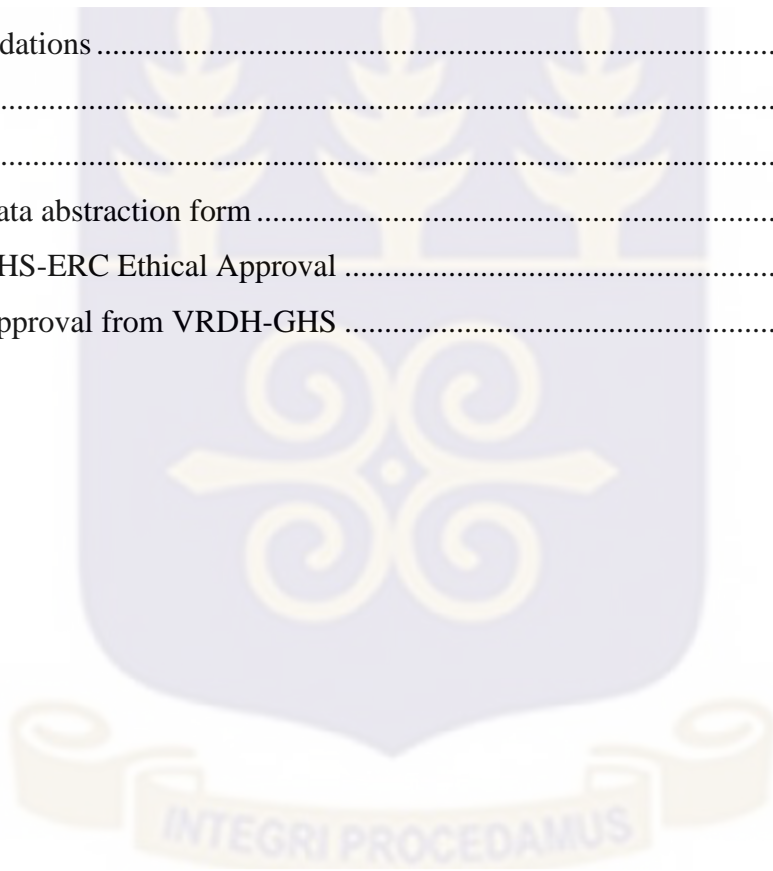 dations ....................................................................................
....................................................................................................
....................................................................................................
ata abstraction form ................................................................
HS-ERC Ethical Approval ......................................................
pproval from VRDH-GHS ......................................................
INTEGRI PROCEDAMUS